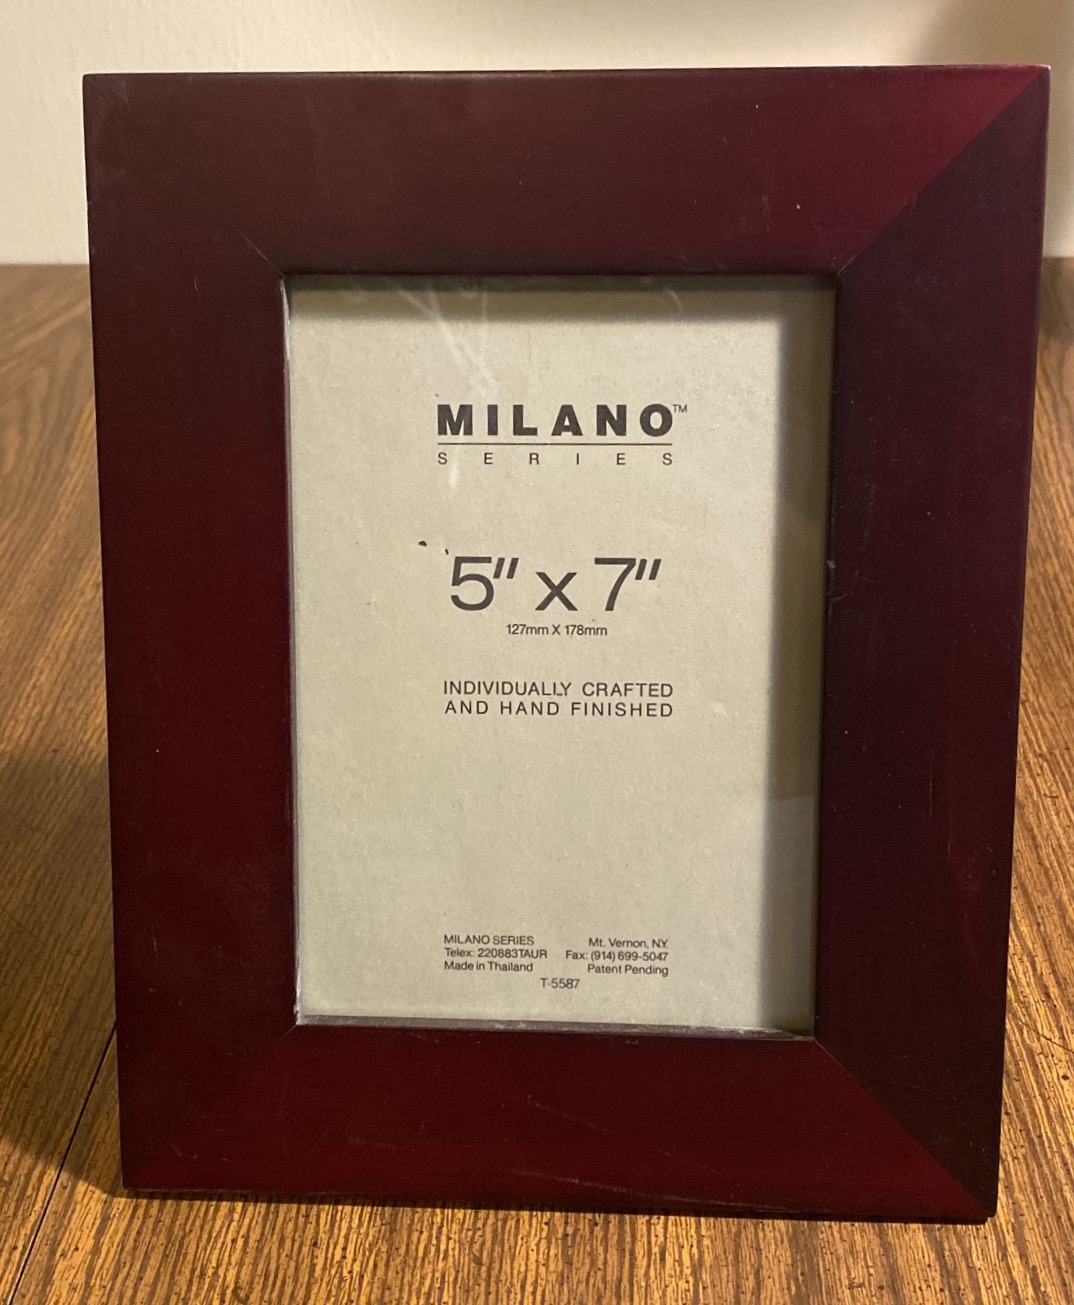 MILANO™
SERIES
5" x 7"
127mm X 178mm
INDIVIDUALLY CRAFTED
AND HAND FINISHED
MILANO SERIES Mt. Vernon, NY
Telex: 220883TAUR Fax: (914) 699-5047
Made in Thailand Patent Pending
T-5587